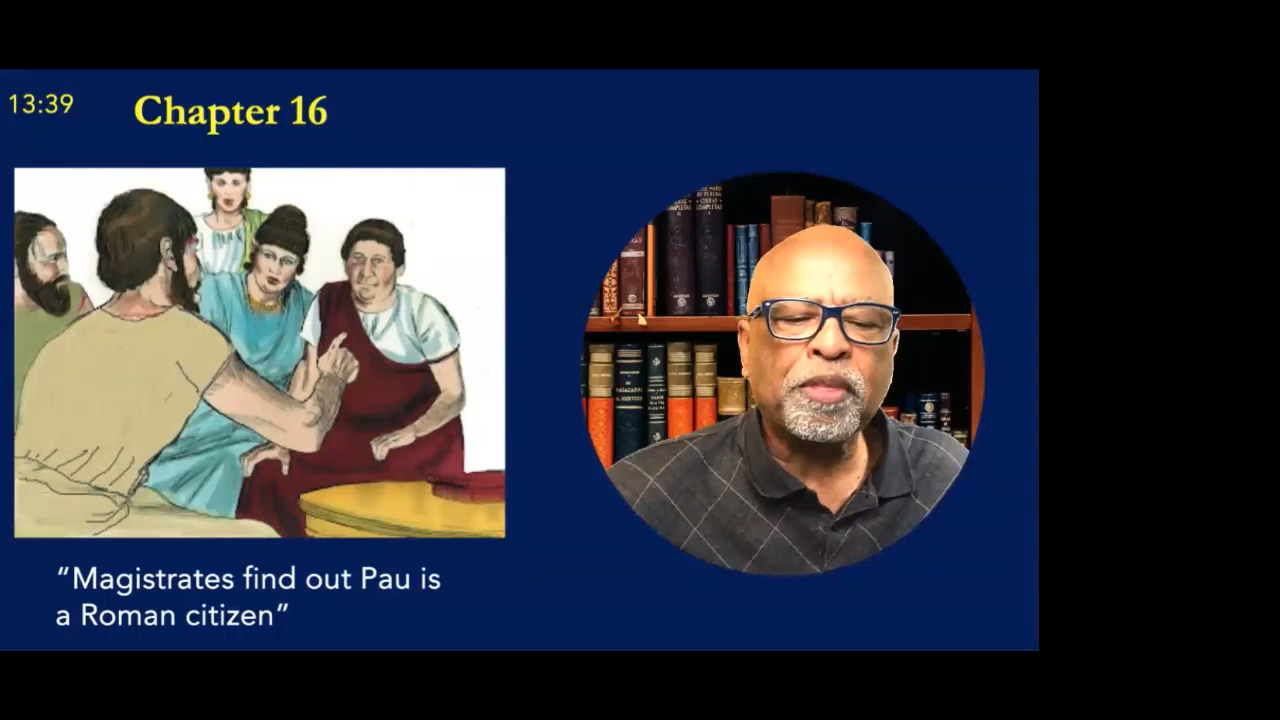 13:39
Chapter 16
“Magistrates find out Pau is
a Roman citizen”